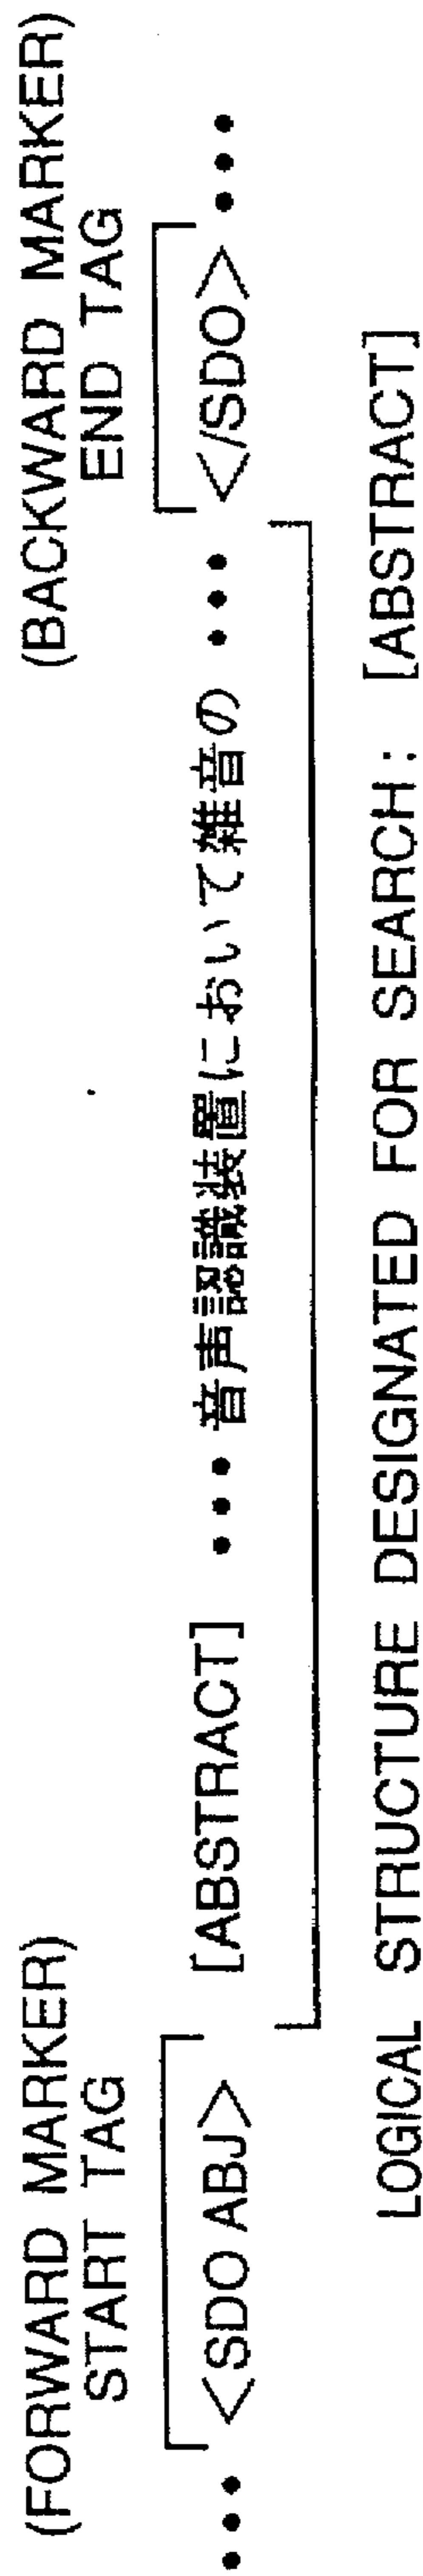 (FORWARD MARKER)
START TAG
(BACKWARD MARKER)
END TAG
••• <SDO ABJ> [ABSTRACT] ••• 音声認識装置において雑音の ••• </SDO> •••
LOGICAL STRUCTURE DESIGNATED FOR SEARCH: [ABSTRACT]